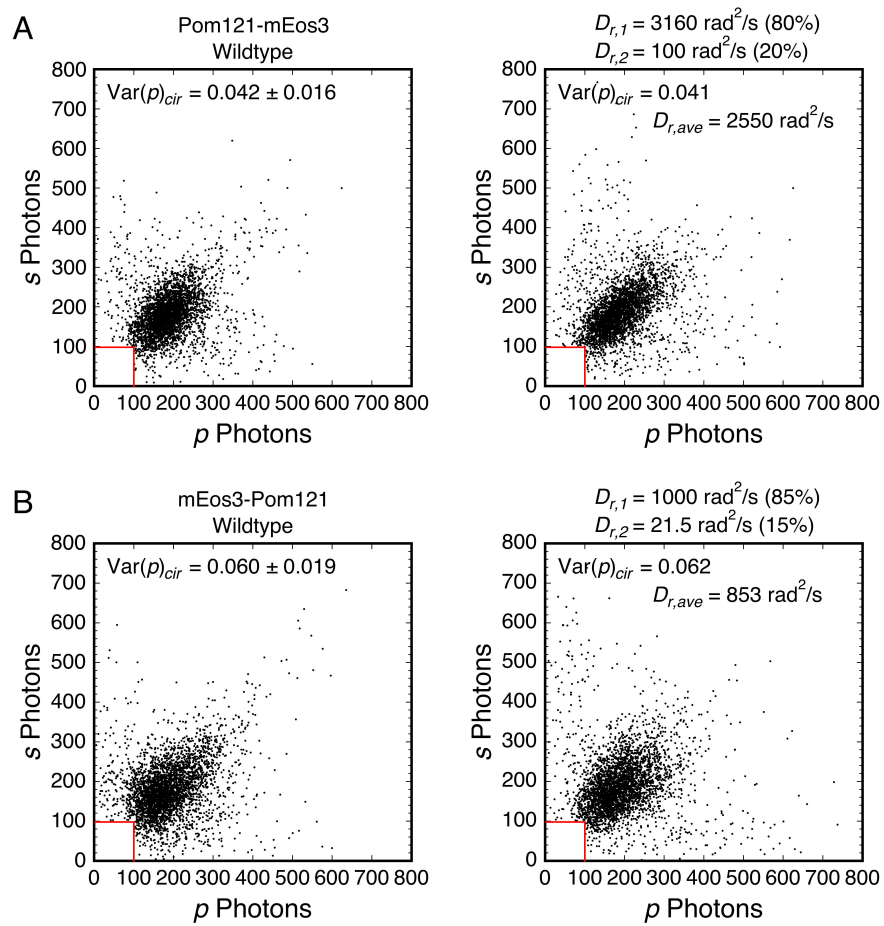 A
Pom121-mEos3
Wildtype
Var(p)cir = 0.042 ± 0.016
800
700
600
500
400
300
200
100
0
s Photons
0 100 200 300 400 500 600 700 800
p Photons
Dr,1 = 3160 rad²/s (80%)
Dr,2 = 100 rad²/s (20%)
Var(p)cir = 0.041
Dr,ave = 2550 rad²/s
800
700
600
500
400
300
200
100
0
s Photons
0 100 200 300 400 500 600 700 800
p Photons
B
mEos3-Pom121
Wildtype
Var(p)cir = 0.060 ± 0.019
800
700
600
500
400
300
200
100
0
s Photons
0 100 200 300 400 500 600 700 800
p Photons
Dr,1 = 1000 rad²/s (85%)
Dr,2 = 21.5 rad²/s (15%)
Var(p)cir = 0.062
Dr,ave = 853 rad²/s
800
700
600
500
400
300
200
100
0
s Photons
0 100 200 300 400 500 600 700 800
p Photons